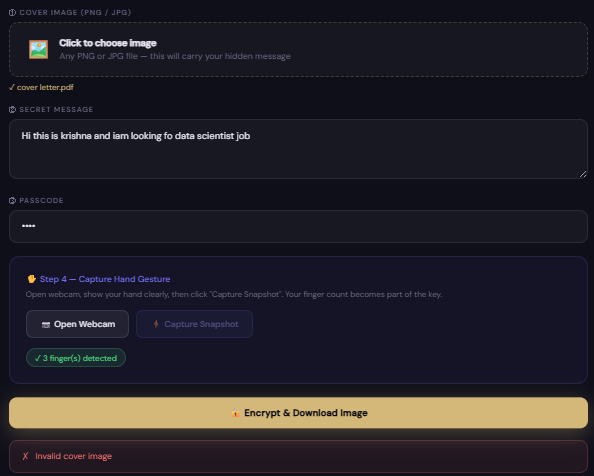 ① COVER IMAGE (PNG / JPG)
Click to choose image
Any PNG or JPG file — this will carry your hidden message
✓ cover letter.pdf
② SECRET MESSAGE
Hi this is krishna and iam looking fo data scientist job
③ PASSCODE
••••
Step 4 — Capture Hand Gesture
Open webcam, show your hand clearly, then click "Capture Snapshot". Your finger count becomes part of the key.
Open Webcam
Capture Snapshot
✓ 3 finger(s) detected
Encrypt & Download Image
✗ Invalid cover image